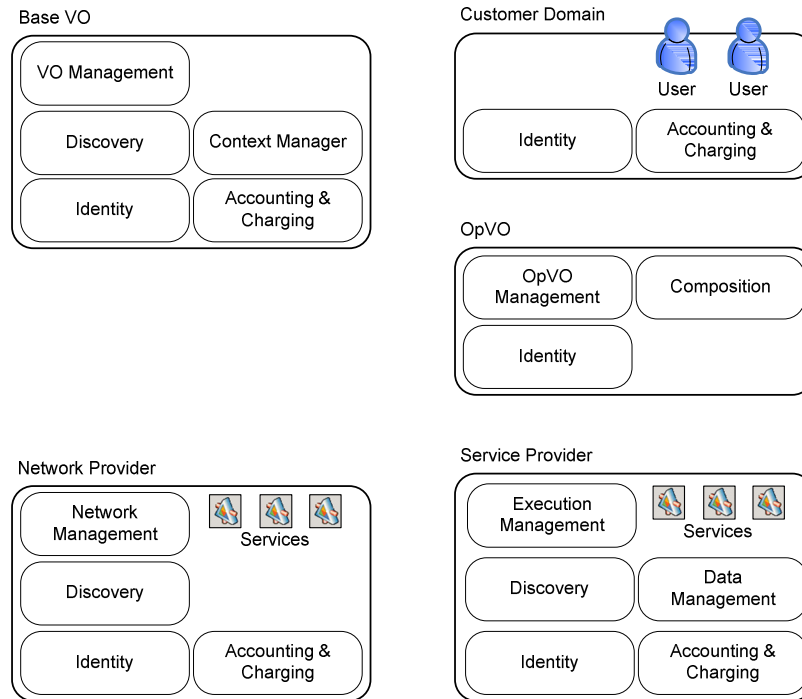 Base VO
VO Management
Discovery
Context Manager
Identity
Accounting &
Charging
Customer Domain
User
User
Identity
Accounting &
Charging
OpVO
OpVO
Management
Composition
Identity
Network Provider
Network
Management
Services
Discovery
Identity
Accounting &
Charging
Service Provider
Execution
Management
Services
Discovery
Data
Management
Identity
Accounting &
Charging